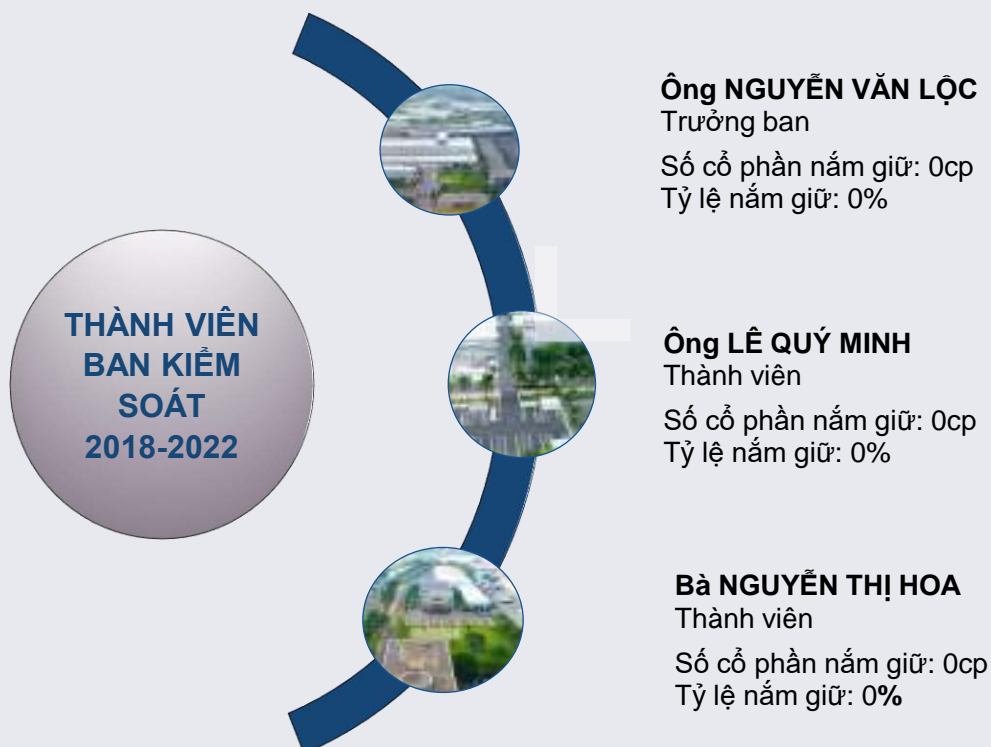 THÀNH VIÊN
BAN KIỂM
SOÁT
2018-2022
Ông NGUYỄN VĂN LỘC
Trưởng ban
Số cổ phần nắm giữ: 0cp
Tỷ lệ nắm giữ: 0%
Ông LÊ QUÝ MINH
Thành viên
Số cổ phần nắm giữ: 0cp
Tỷ lệ nắm giữ: 0%
Bà NGUYỄN THỊ HOA
Thành viên
Số cổ phần nắm giữ: 0cp
Tỷ lệ nắm giữ: 0%